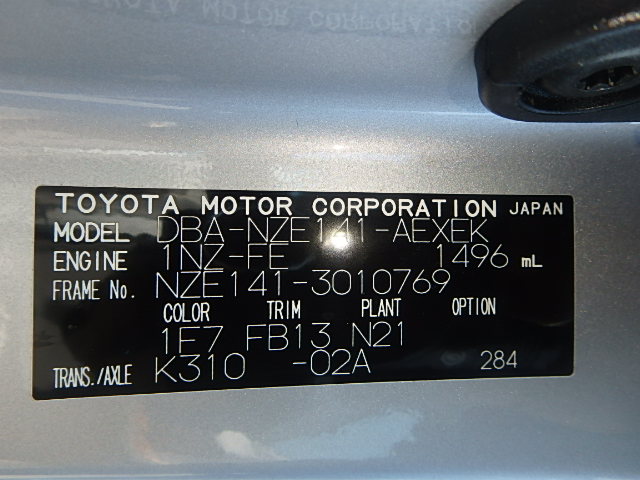 TOYOTA MOTOR CORPORATION JAPAN
MODEL DBA-NZE141-AEXEK
ENGINE 1NZ-FE 1496 mL
FRAME No. NZE141-3010769
COLOR TRIM PLANT OPTION
1E7 FB13 N21
TRANS./AXLE K310 -02A 284